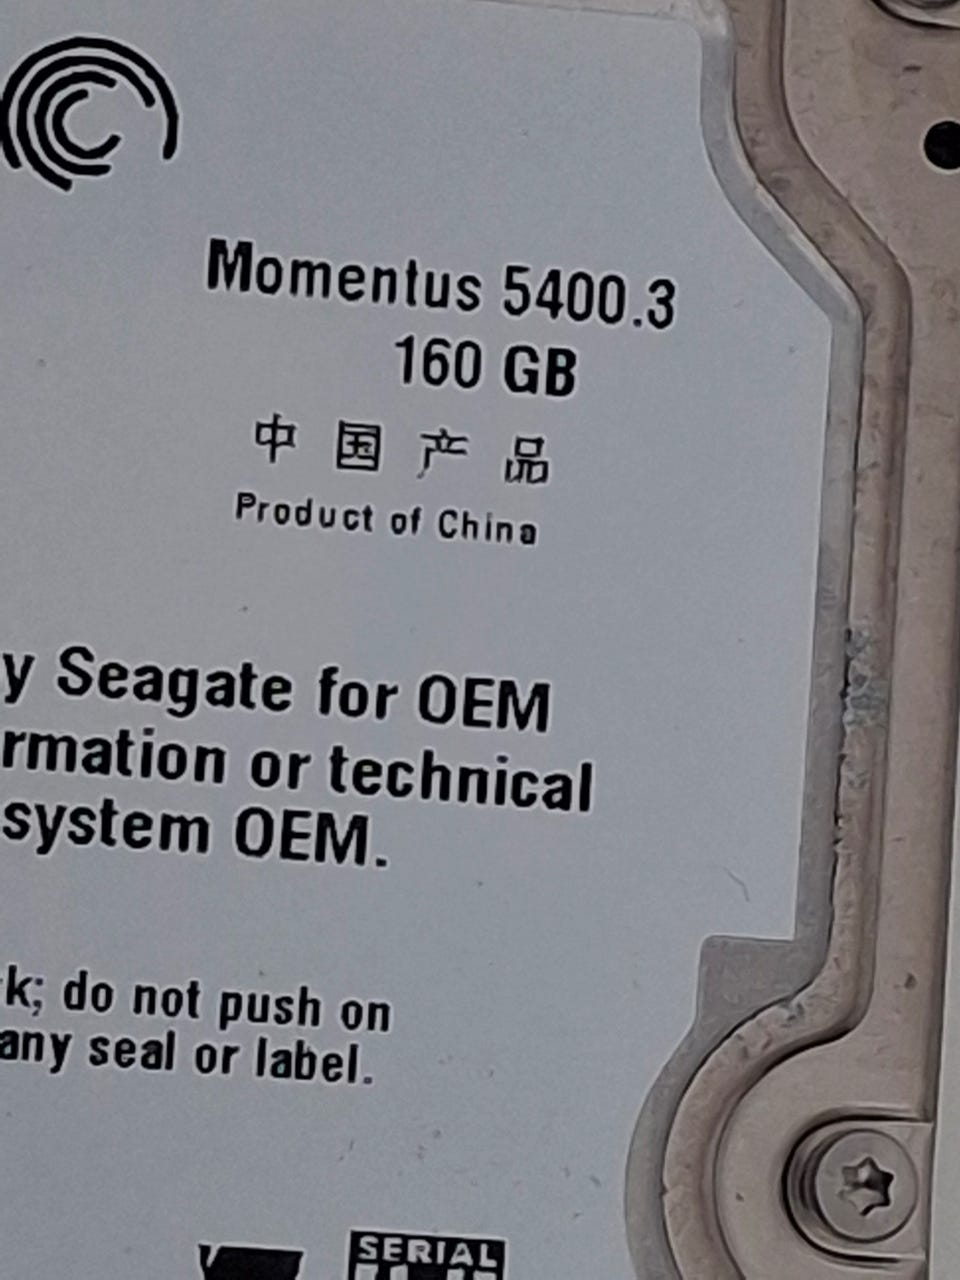 Momentus 5400.3
160 GB
中国产品
Product of China
y Seagate for OEM
rmation or technical
system OEM.
k; do not push on
any seal or label.
SERIAL